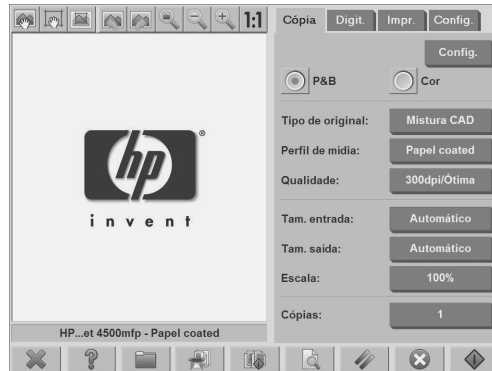 1:1
Cópia
Digit.
Impr.
Config.
Config.
P&B
Cor
Tipo de original:
Mistura CAD
Perfil de midia:
Papel coated
Qualidade:
300dpi/Ótima
Tam. entrada:
Automático
Tam. saída:
Automático
Escala:
100%
Cópias:
1
hp®
invent
HP...et 4500mfp - Papel coated